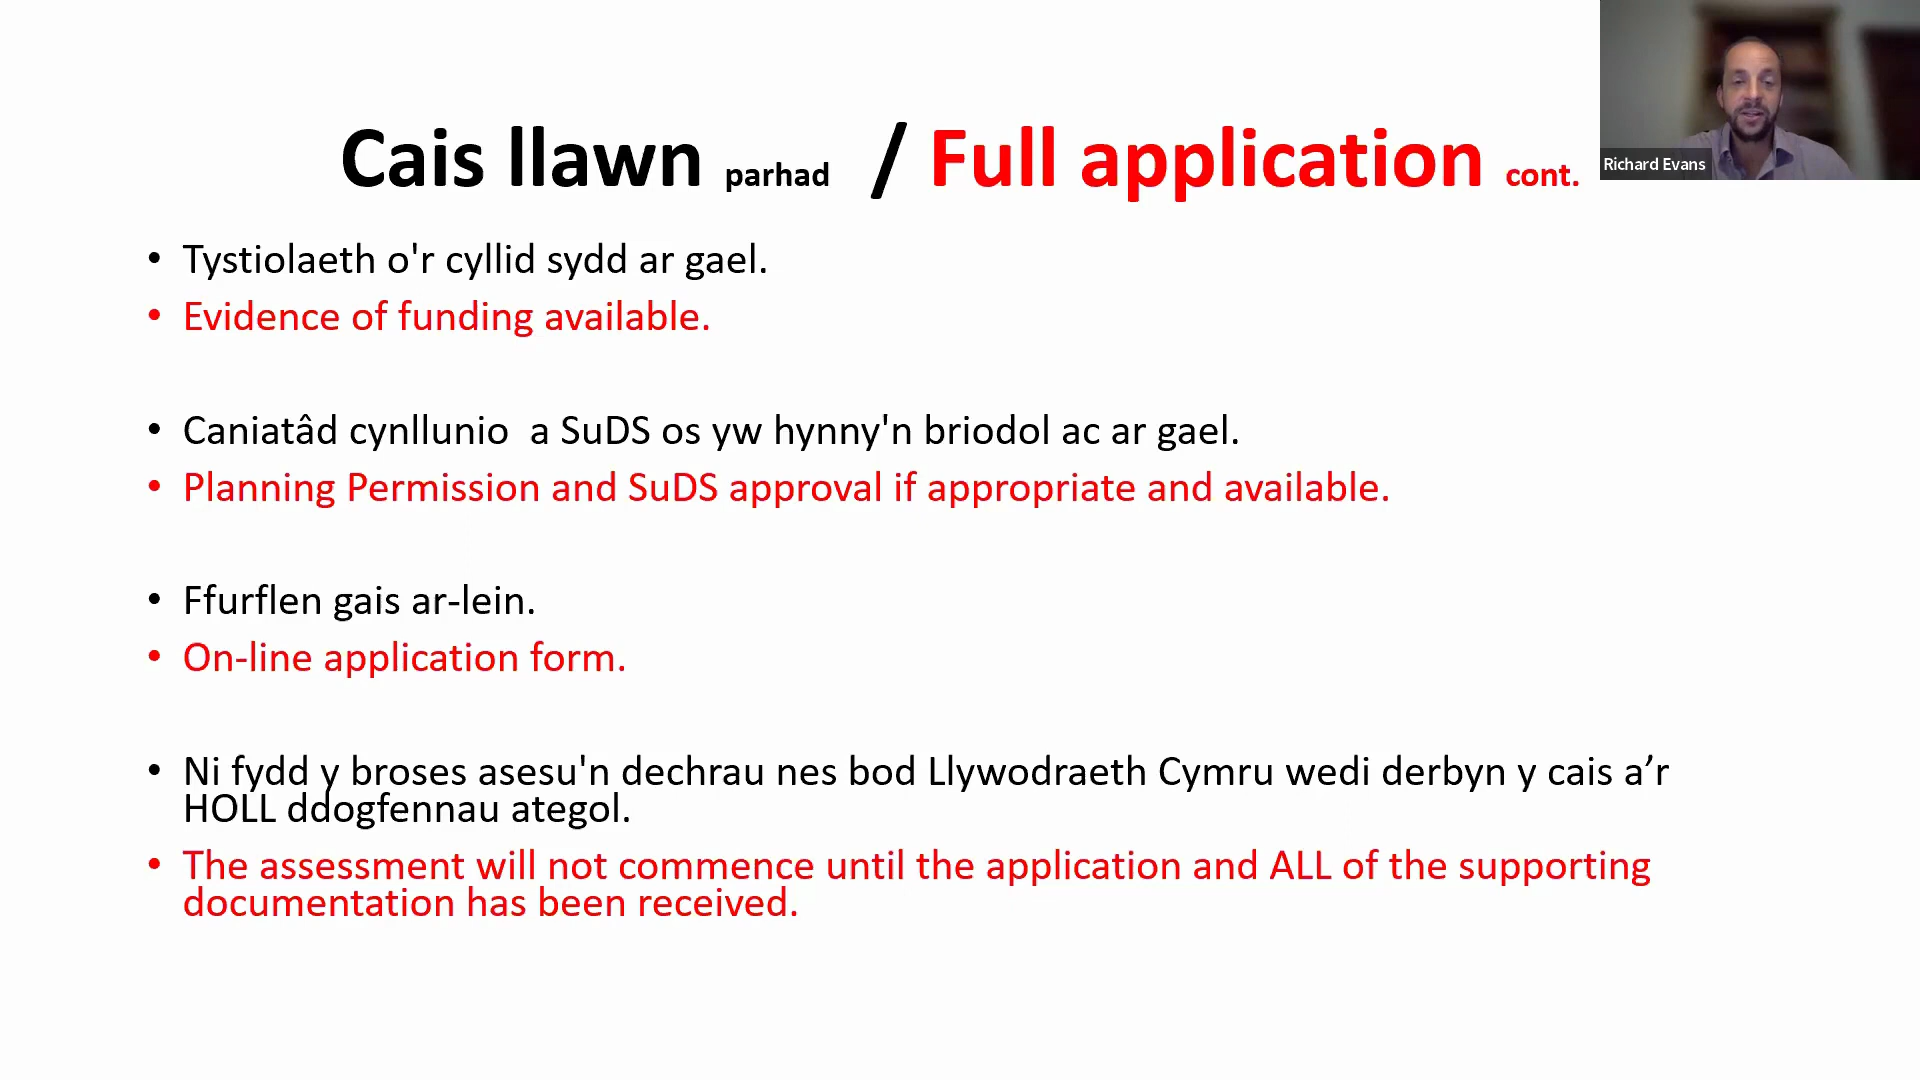 Cais llawn parhad / Full application cont.
Richard Evans
• Tystiolaeth o'r cyllid sydd ar gael.
• Evidence of funding available.
• Caniatâd cynllunio  a SuDS os yw hynny'n briodol ac ar gael.
• Planning Permission and SuDS approval if appropriate and available.
• Ffurflen gais ar-lein.
• On-line application form.
• Ni fydd y broses asesu'n dechrau nes bod Llywodraeth Cymru wedi derbyn y cais a’r
HOLL ddogfennau ategol.
• The assessment will not commence until the application and ALL of the supporting
documentation has been received.